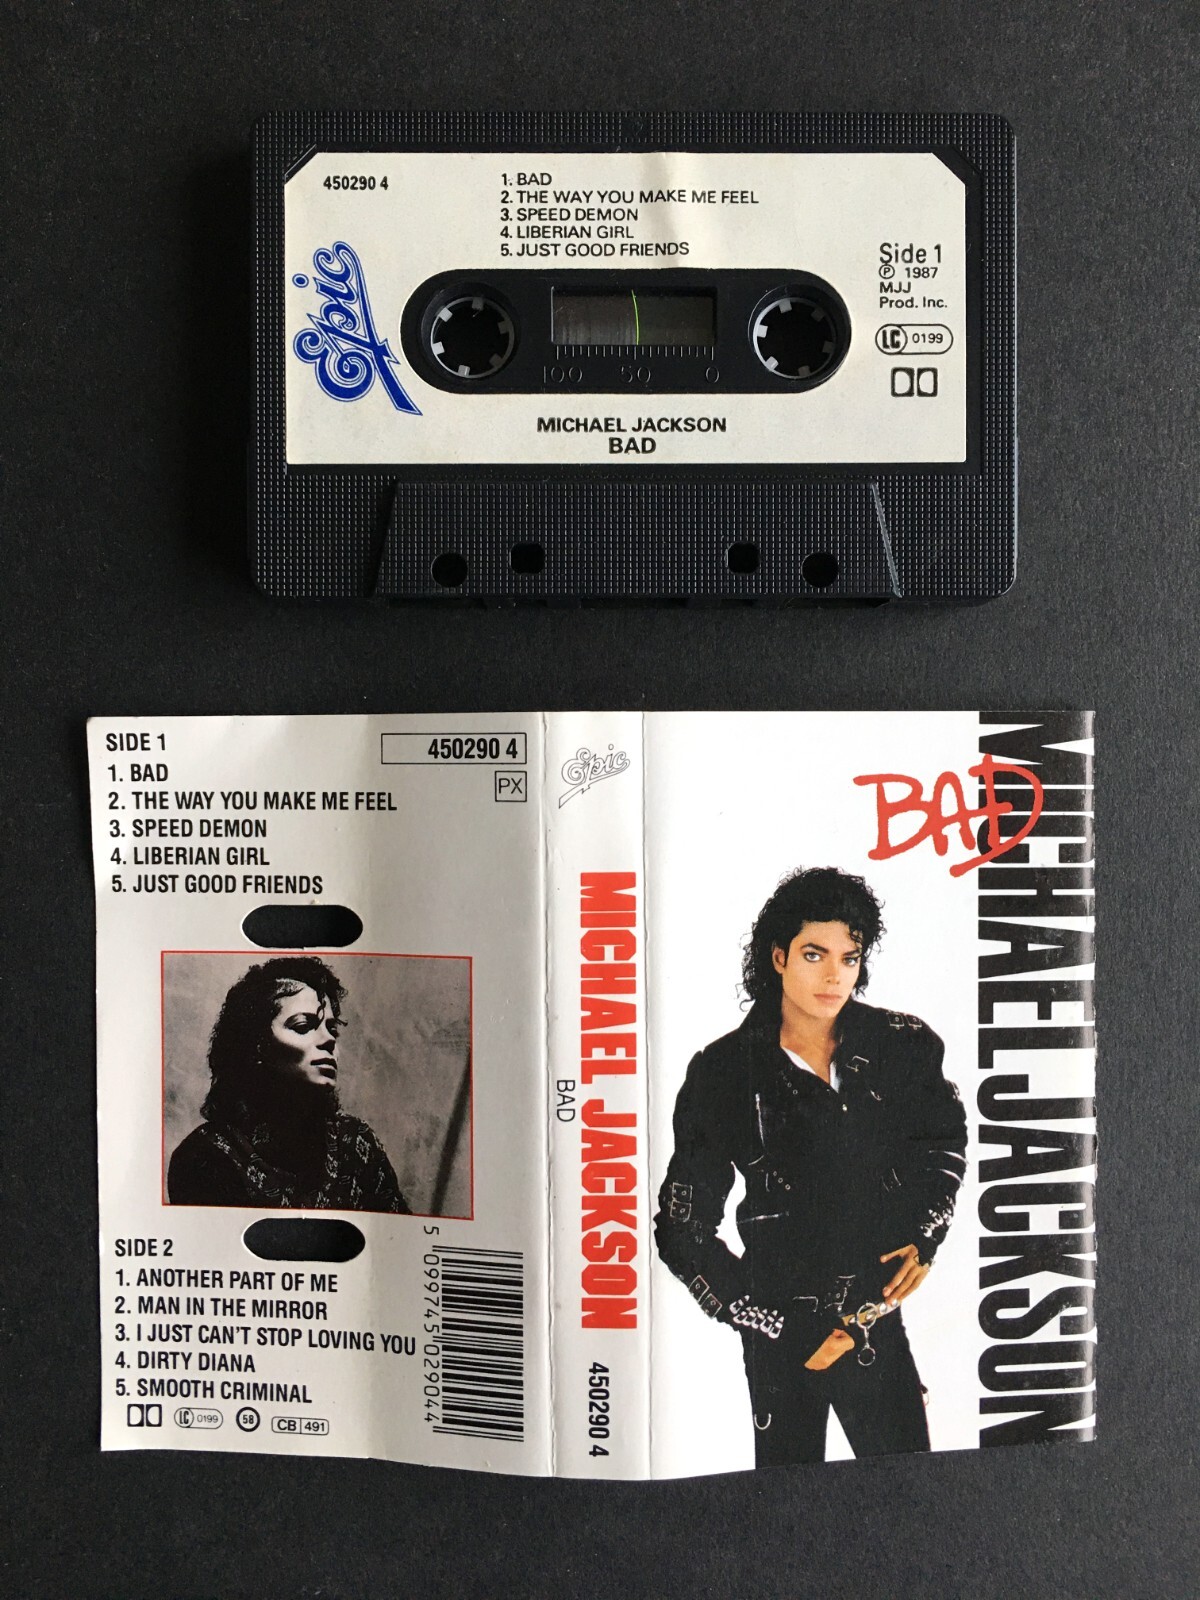 450290 4
1. BAD
2. THE WAY YOU MAKE ME FEEL
3. SPEED DEMON
4. LIBERIAN GIRL
5. JUST GOOD FRIENDS
Epic
Side 1
Ⓟ 1987
MJJ
Prod. Inc.
LC 0199
100 50 0
MICHAEL JACKSON
BAD
SIDE 1
450290 4
PX
1. BAD
2. THE WAY YOU MAKE ME FEEL
3. SPEED DEMON
4. LIBERIAN GIRL
5. JUST GOOD FRIENDS
SIDE 2
1. ANOTHER PART OF ME
2. MAN IN THE MIRROR
3. I JUST CAN'T STOP LOVING YOU
4. DIRTY DIANA
5. SMOOTH CRIMINAL
LC 0199 58 CB 491
5 099745 029044
Epic
MICHAEL JACKSON
BAD
450290 4
BAD
MICHAEL JACKSON